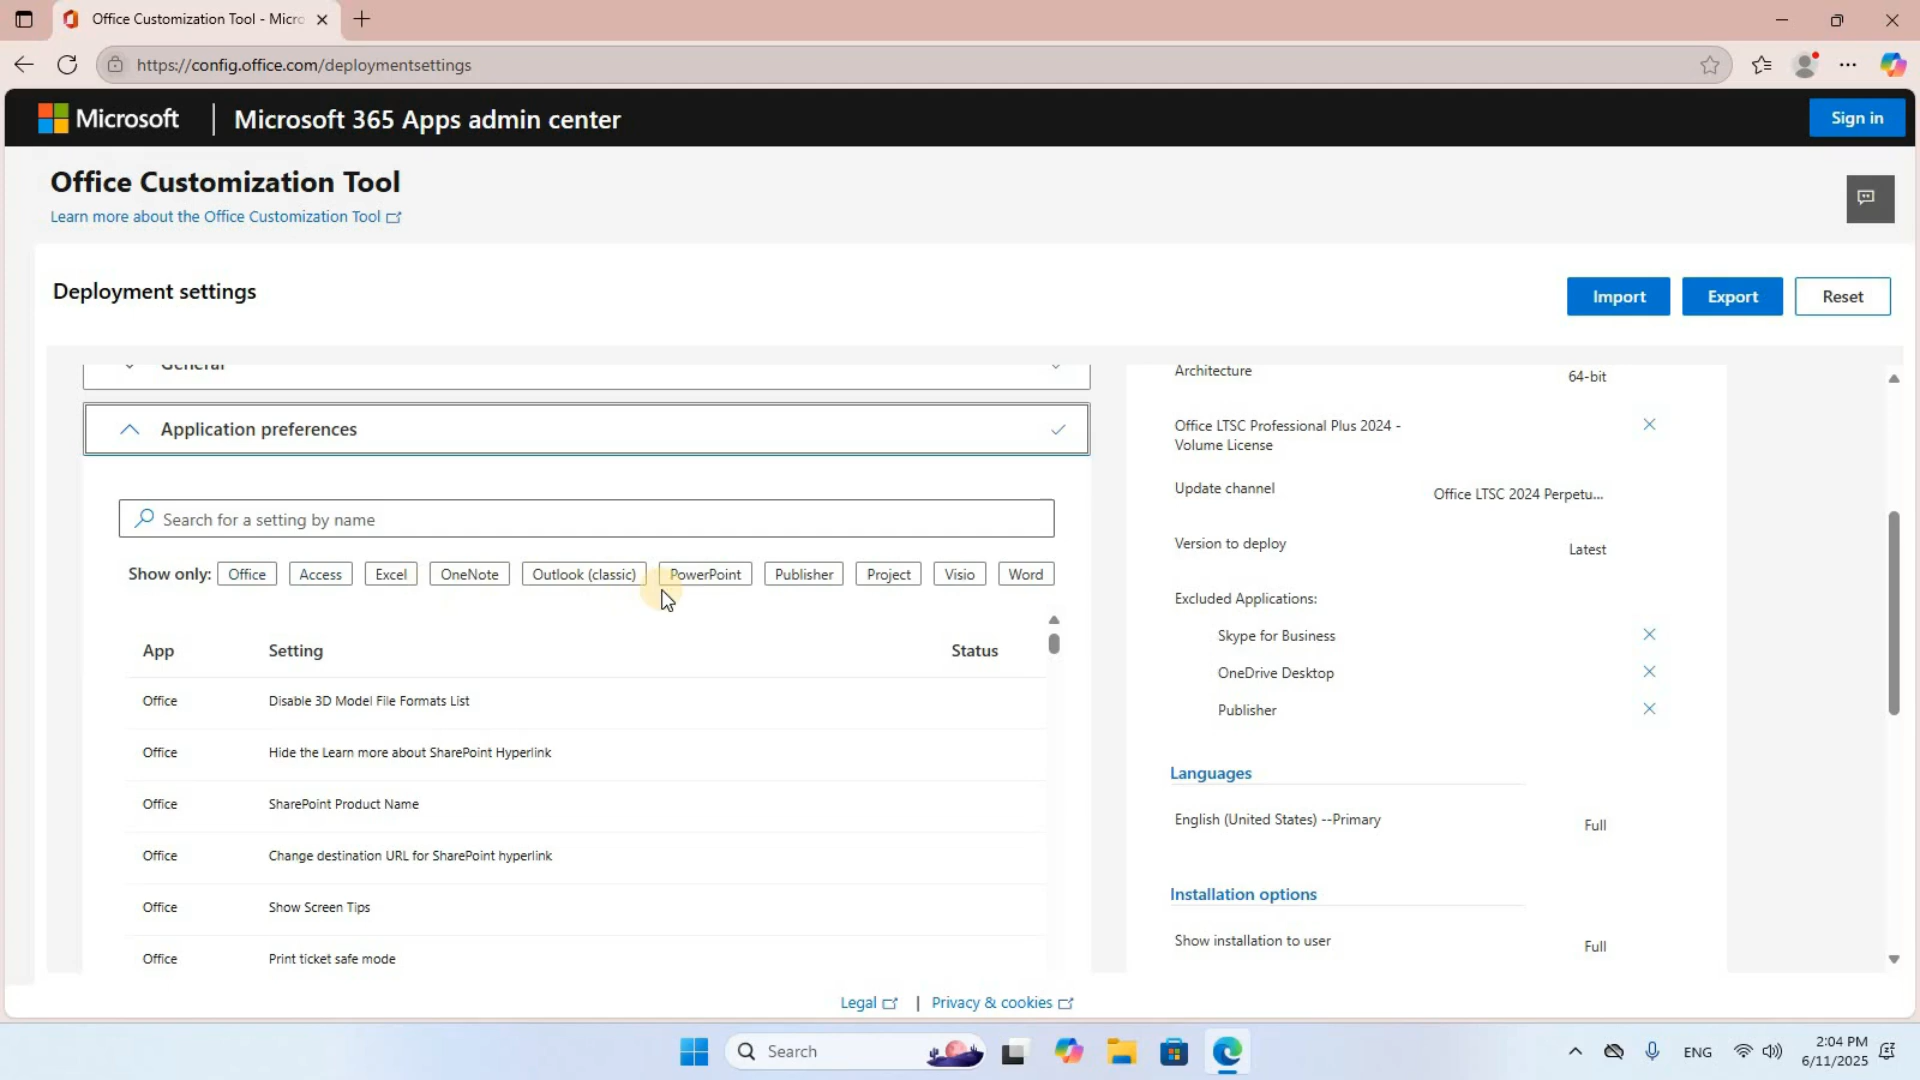 Office Customization Tool - Micro
https://config.office.com/deploymentsettings
Microsoft
Microsoft 365 Apps admin center
Sign in
Office Customization Tool
Learn more about the Office Customization Tool
Deployment settings
Import
Export
Reset
General
Application preferences
Search for a setting by name
Show only: Office Access Excel OneNote Outlook (classic) PowerPoint Publisher Project Visio Word
App Setting Status
Office Disable 3D Model File Formats List
Office Hide the Learn more about SharePoint Hyperlink
Office SharePoint Product Name
Office Change destination URL for SharePoint hyperlink
Office Show Screen Tips
Office Print ticket safe mode
Architecture 64-bit
Office LTSC Professional Plus 2024 -
Volume License
Update channel Office LTSC 2024 Perpetu...
Version to deploy Latest
Excluded Applications:
Skype for Business
OneDrive Desktop
Publisher
Languages
English (United States) --Primary Full
Installation options
Show installation to user Full
Legal | Privacy & cookies
Search
ENG
2:04 PM
6/11/2025